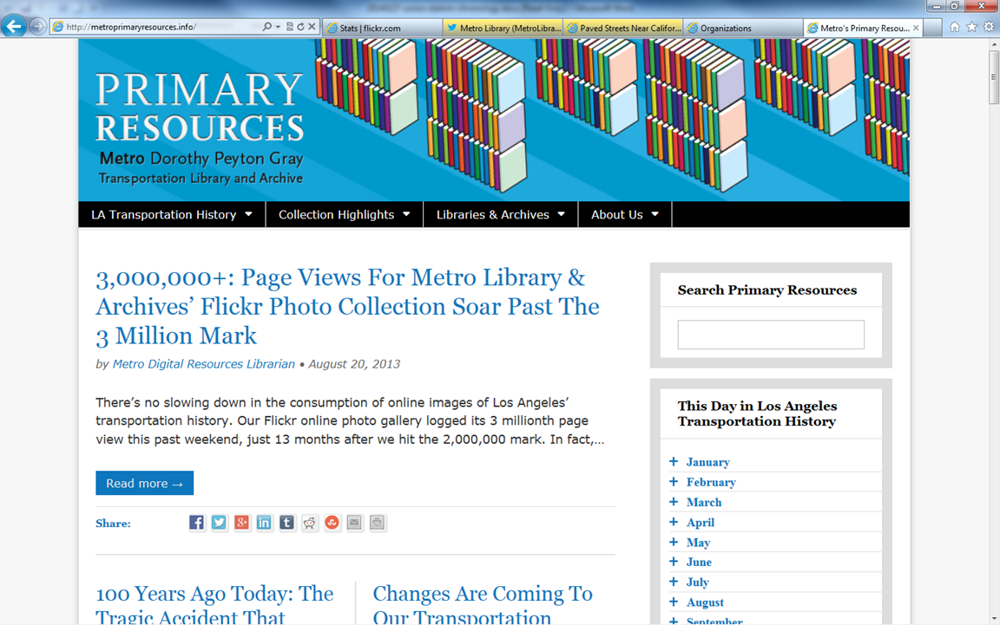 http://metroprimaryresources.info/
Stats | flickr.com
Metro Library (MetroLibra...
Paved Streets Near Califor...
Organizations
Metro's Primary Resou...
PRIMARY
RESOURCES
Metro Dorothy Peyton Gray
Transportation Library and Archive
LA Transportation History
Collection Highlights
Libraries & Archives
About Us
3,000,000+: Page Views For Metro Library &
Archives’ Flickr Photo Collection Soar Past The
3 Million Mark
by Metro Digital Resources Librarian • August 20, 2013
There’s no slowing down in the consumption of online images of Los Angeles’
transportation history. Our Flickr online photo gallery logged its 3 millionth page
view this past weekend, just 13 months after we hit the 2,000,000 mark. In fact,…
Read more →
Share:
100 Years Ago Today: The
Tragic Accident That
Changes Are Coming To
Our Transportation
Search Primary Resources
This Day in Los Angeles
Transportation History
+ January
+ February
+ March
+ April
+ May
+ June
+ July
+ August
+ September